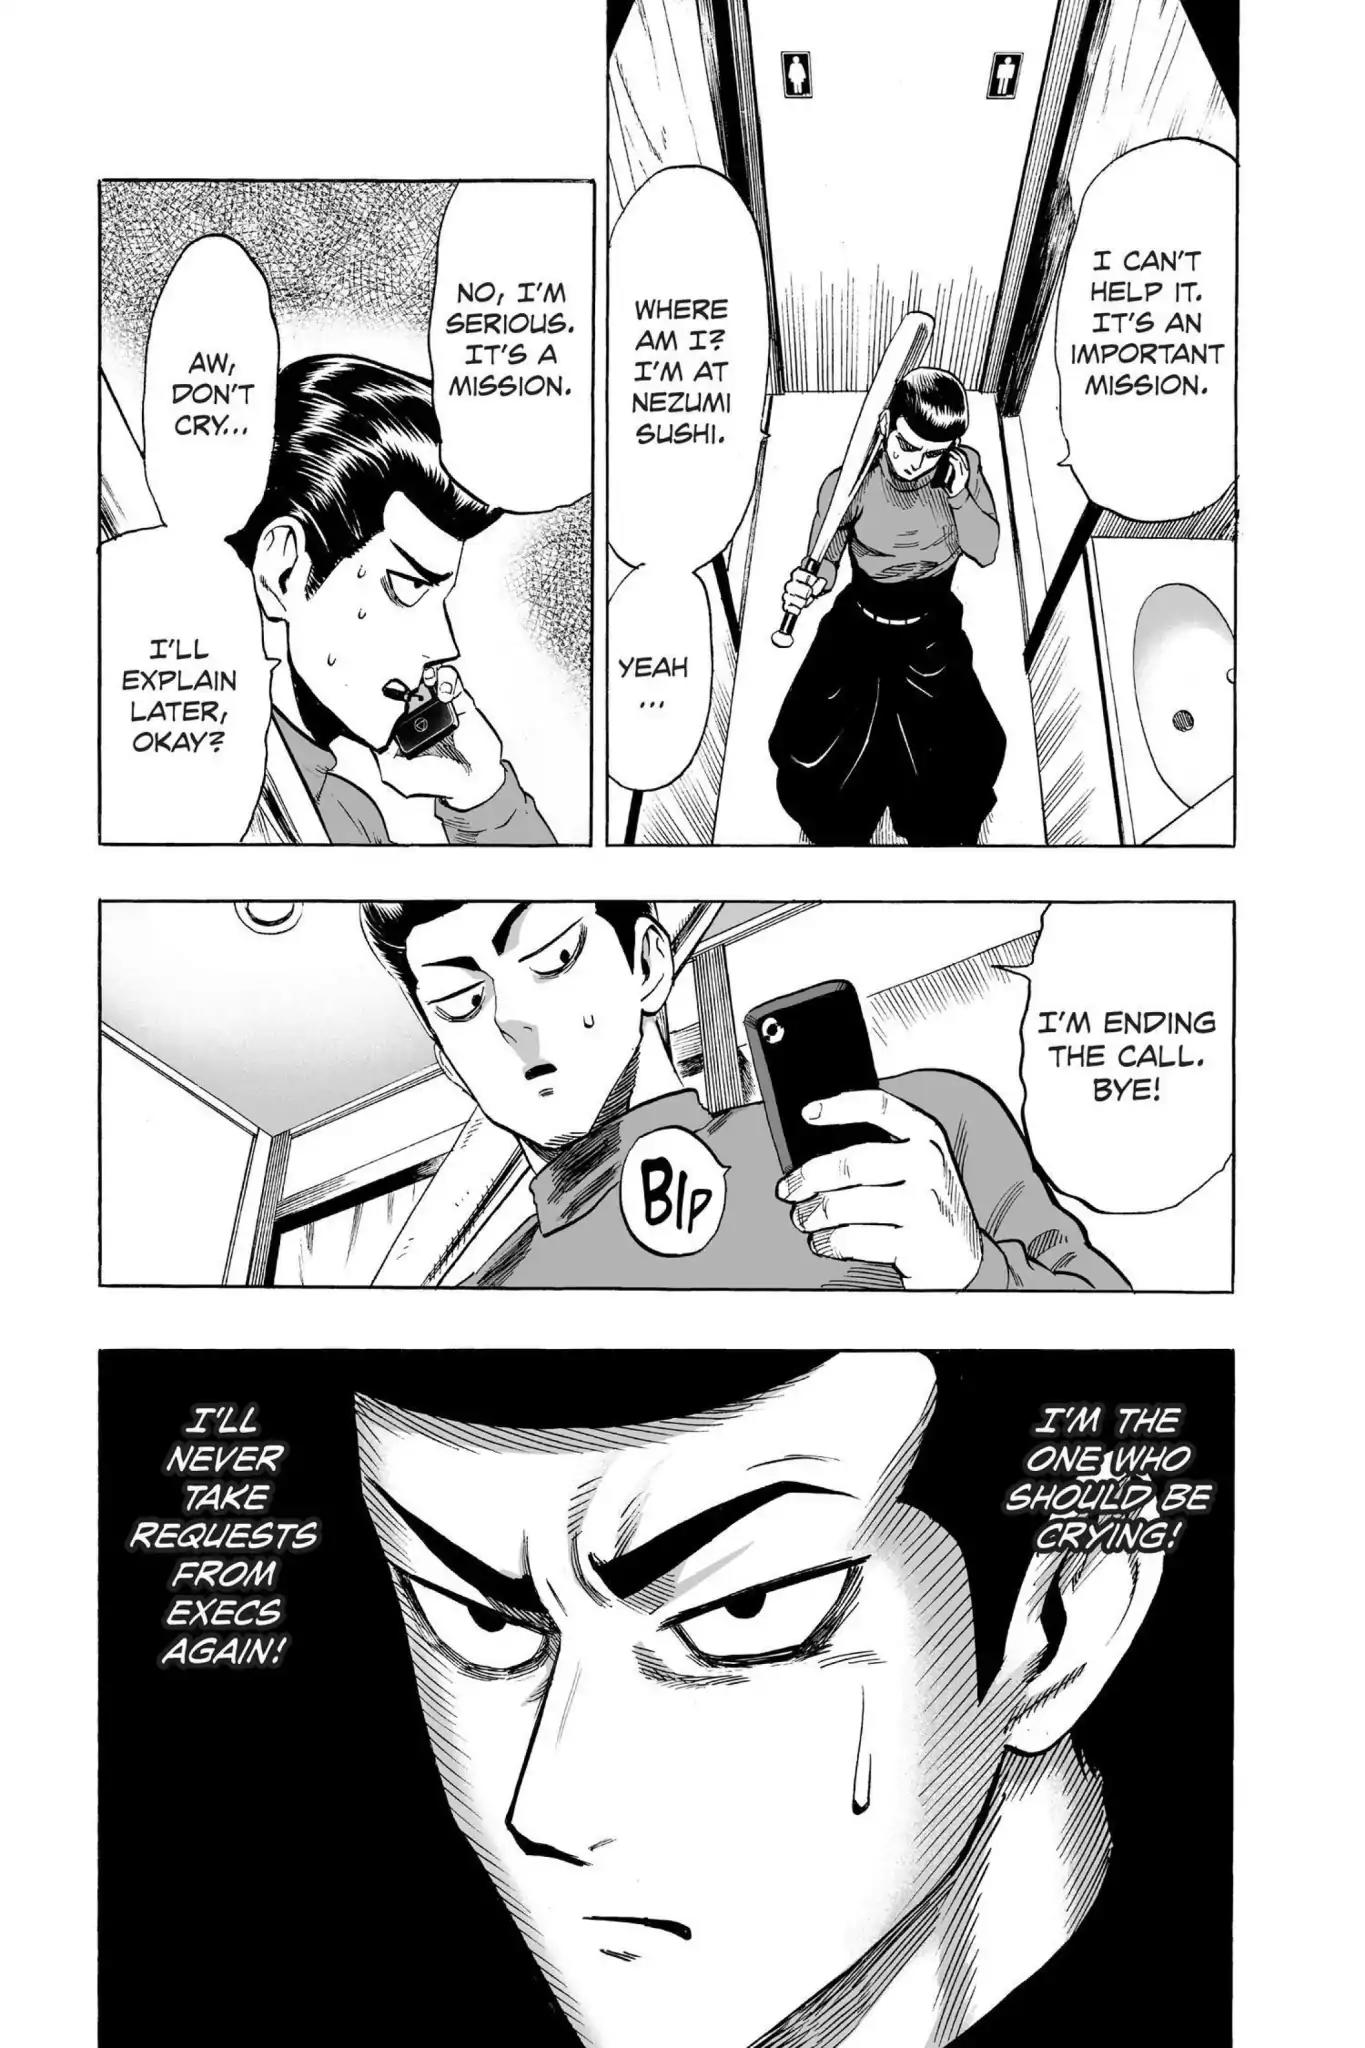 I CAN'T
HELP IT.
IT'S AN
IMPORTANT
MISSION.
WHERE
AM I?
I'M AT
NEZUMI
SUSHI.
YEAH
...
NO, I'M
SERIOUS.
IT'S A
MISSION.
AW,
DON'T
CRY...
I'LL
EXPLAIN
LATER,
OKAY?
I'M ENDING
THE CALL.
BYE!
BIP
I'M THE
ONE WHO
SHOULD BE
CRYING!
I'LL
NEVER
TAKE
REQUESTS
FROM
EXECS
AGAIN!